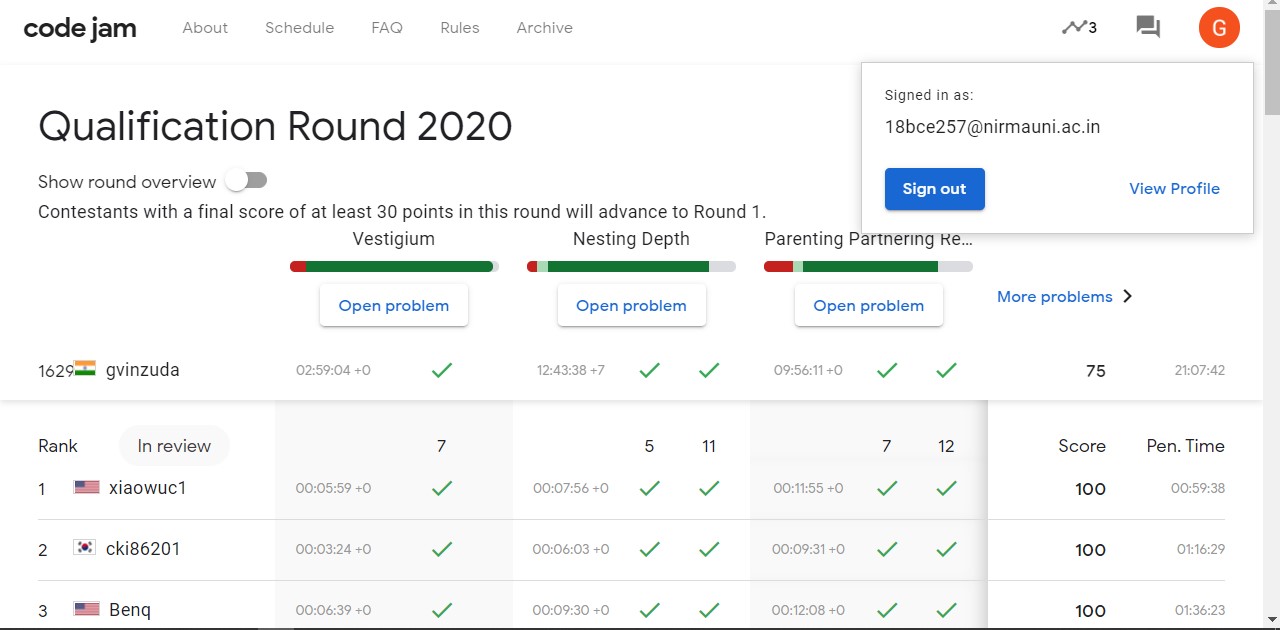 code jam About Schedule FAQ Rules Archive 3 G
Signed in as:
18bce257@nirmauni.ac.in
Sign out View Profile
Qualification Round 2020
Show round overview
Contestants with a final score of at least 30 points in this round will advance to Round 1.
Vestigium Nesting Depth Parenting Partnering Re...
Open problem Open problem Open problem More problems
1629 gvinzuda 02:59:04 +0 12:43:38 +7 09:56:11 +0 75 21:07:42
Rank In review 7 5 11 7 12 Score Pen. Time
1 xiaowuc1 00:05:59 +0 00:07:56 +0 00:11:55 +0 100 00:59:38
2 cki86201 00:03:24 +0 00:06:03 +0 00:09:31 +0 100 01:16:29
3 Benq 00:06:39 +0 00:09:30 +0 00:12:08 +0 100 01:36:23